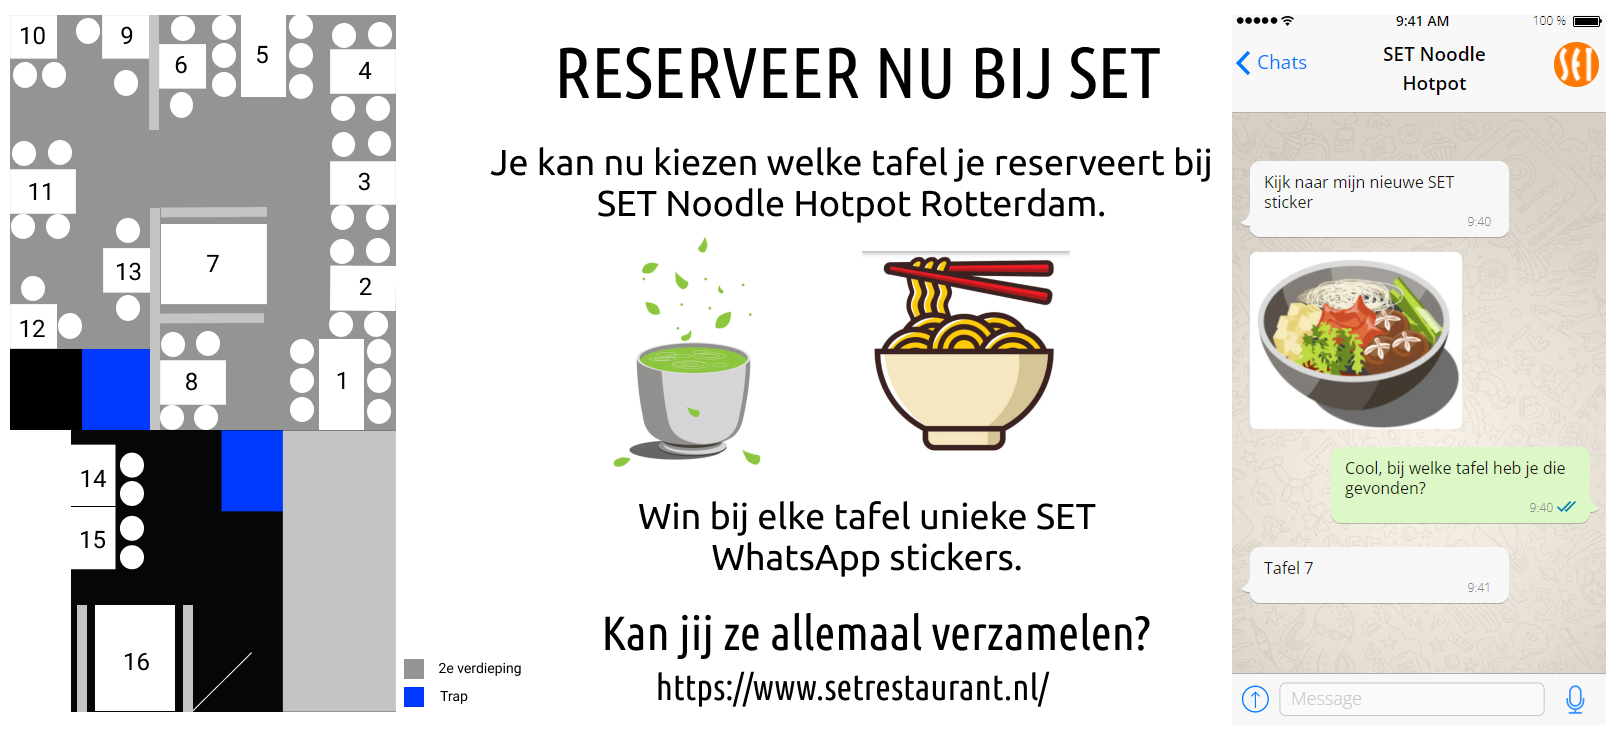 10
9
6
5
4
11
3
13
7
2
12
8
1
14
15
16
2e verdieping
Trap
RESERVEER NU BIJ SET
Je kan nu kiezen welke tafel je reserveert bij
SET Noodle Hotpot Rotterdam.
Win bij elke tafel unieke SET
WhatsApp stickers.
Kan jij ze allemaal verzamelen?
https://www.setrestaurant.nl/
9:41 AM
100 %
Chats
SET Noodle
Hotpot
SET
Kijk naar mijn nieuwe SET
sticker
9:40
Cool, bij welke tafel heb je die
gevonden?
9:40
Tafel 7
9:41
Message